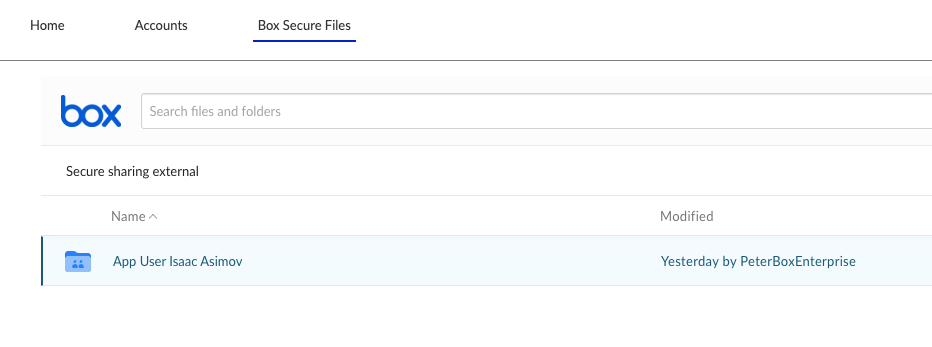 Home Accounts Box Secure Files
box Search files and folders
Secure sharing external
Name Modified
App User Isaac Asimov Yesterday by PeterBoxEnterprise